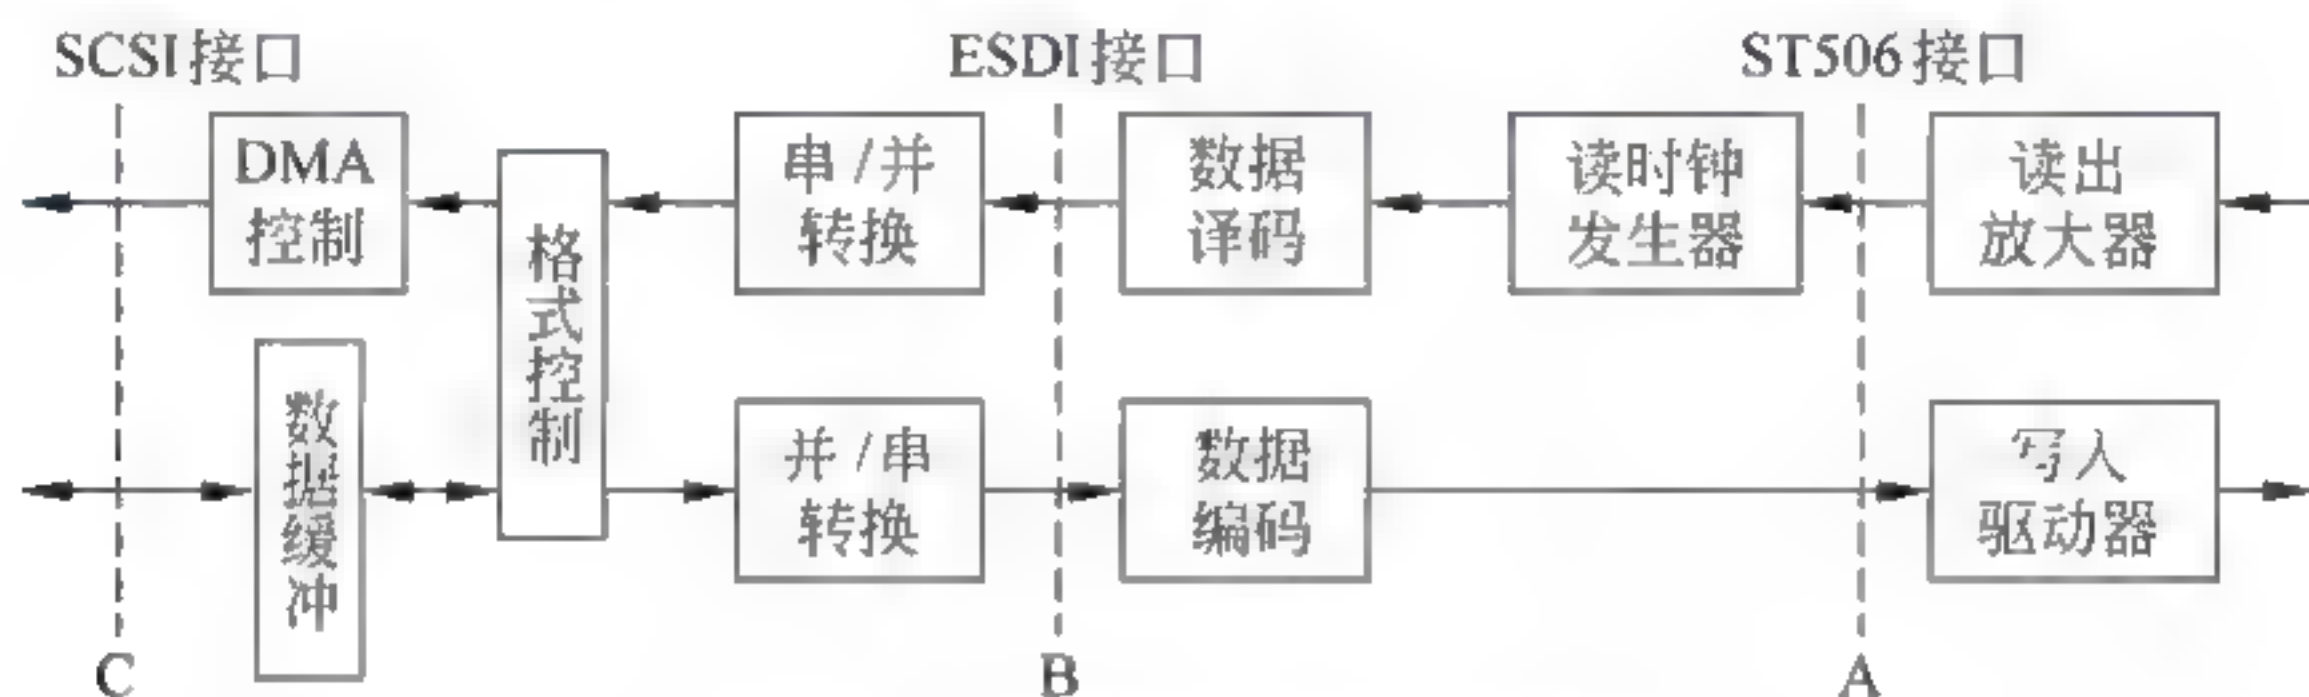 SCSI接口
ESDI接口
ST506接口
DMA
控制
格式控制
串/并
转换
数据
译码
读时钟
发生器
读出
放大器
数据缓冲
并/串
转换
数据
编码
写入
驱动器
C
B
A